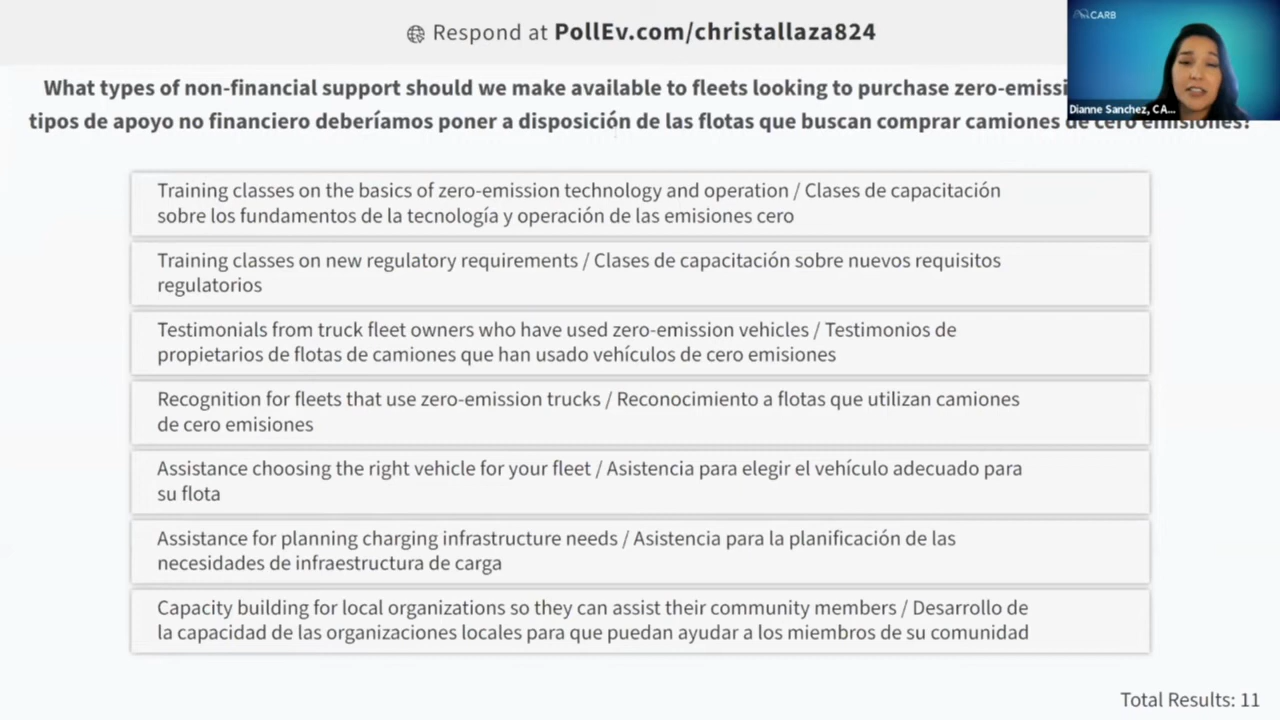 Respond at PollEv.com/christallaza824
CARB
What types of non-financial support should we make available to fleets looking to purchase zero-emissi
Dianne Sanchez, CA...
tipos de apoyo no financiero deberíamos poner a disposición de las flotas que buscan comprar camiones de cero emisiones?
Training classes on the basics of zero-emission technology and operation / Clases de capacitación
sobre los fundamentos de la tecnología y operación de las emisiones cero
Training classes on new regulatory requirements / Clases de capacitación sobre nuevos requisitos
regulatorios
Testimonials from truck fleet owners who have used zero-emission vehicles / Testimonios de
propietarios de flotas de camiones que han usado vehículos de cero emisiones
Recognition for fleets that use zero-emission trucks / Reconocimiento a flotas que utilizan camiones
de cero emisiones
Assistance choosing the right vehicle for your fleet / Asistencia para elegir el vehículo adecuado para
su flota
Assistance for planning charging infrastructure needs / Asistencia para la planificación de las
necesidades de infraestructura de carga
Capacity building for local organizations so they can assist their community members / Desarrollo de
la capacidad de las organizaciones locales para que puedan ayudar a los miembros de su comunidad
Total Results: 11